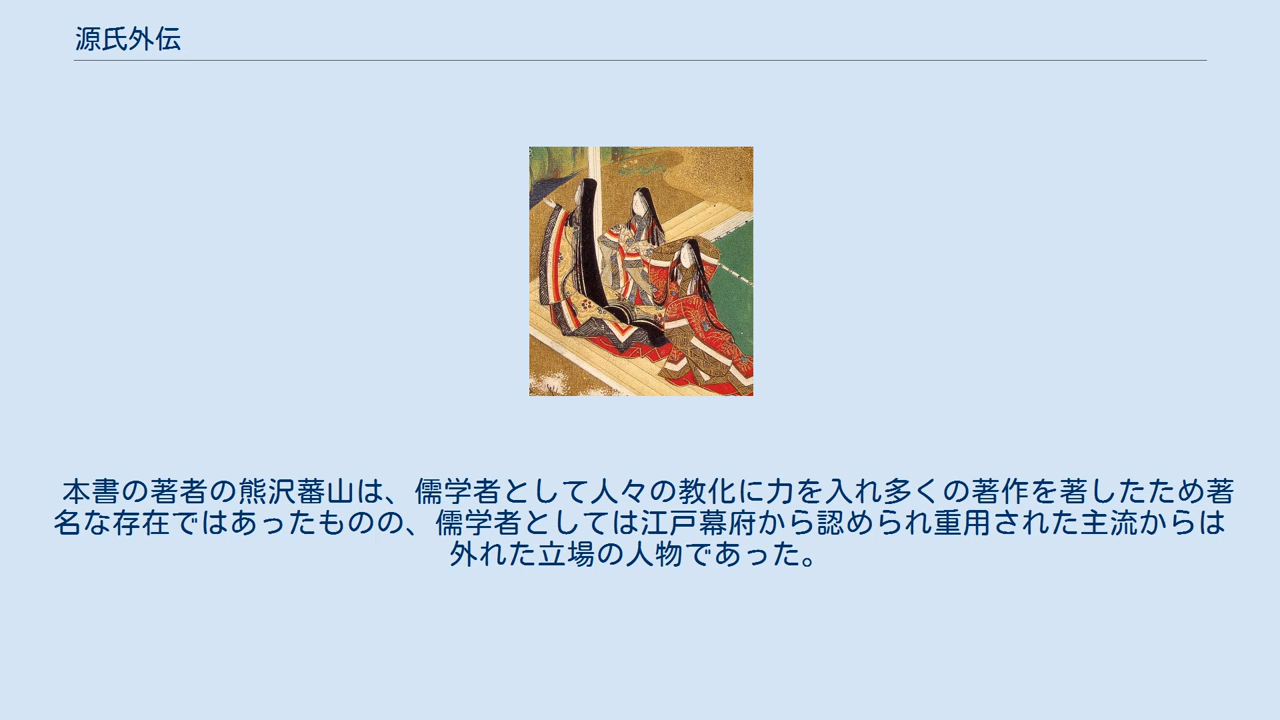 源氏外伝
本書の著者の熊沢蕃山は、儒学者として人々の教化に力を入れ多くの著作を著したため著
名な存在ではあったものの、儒学者としては江戸幕府から認められ重用された主流からは
外れた立場の人物であった。